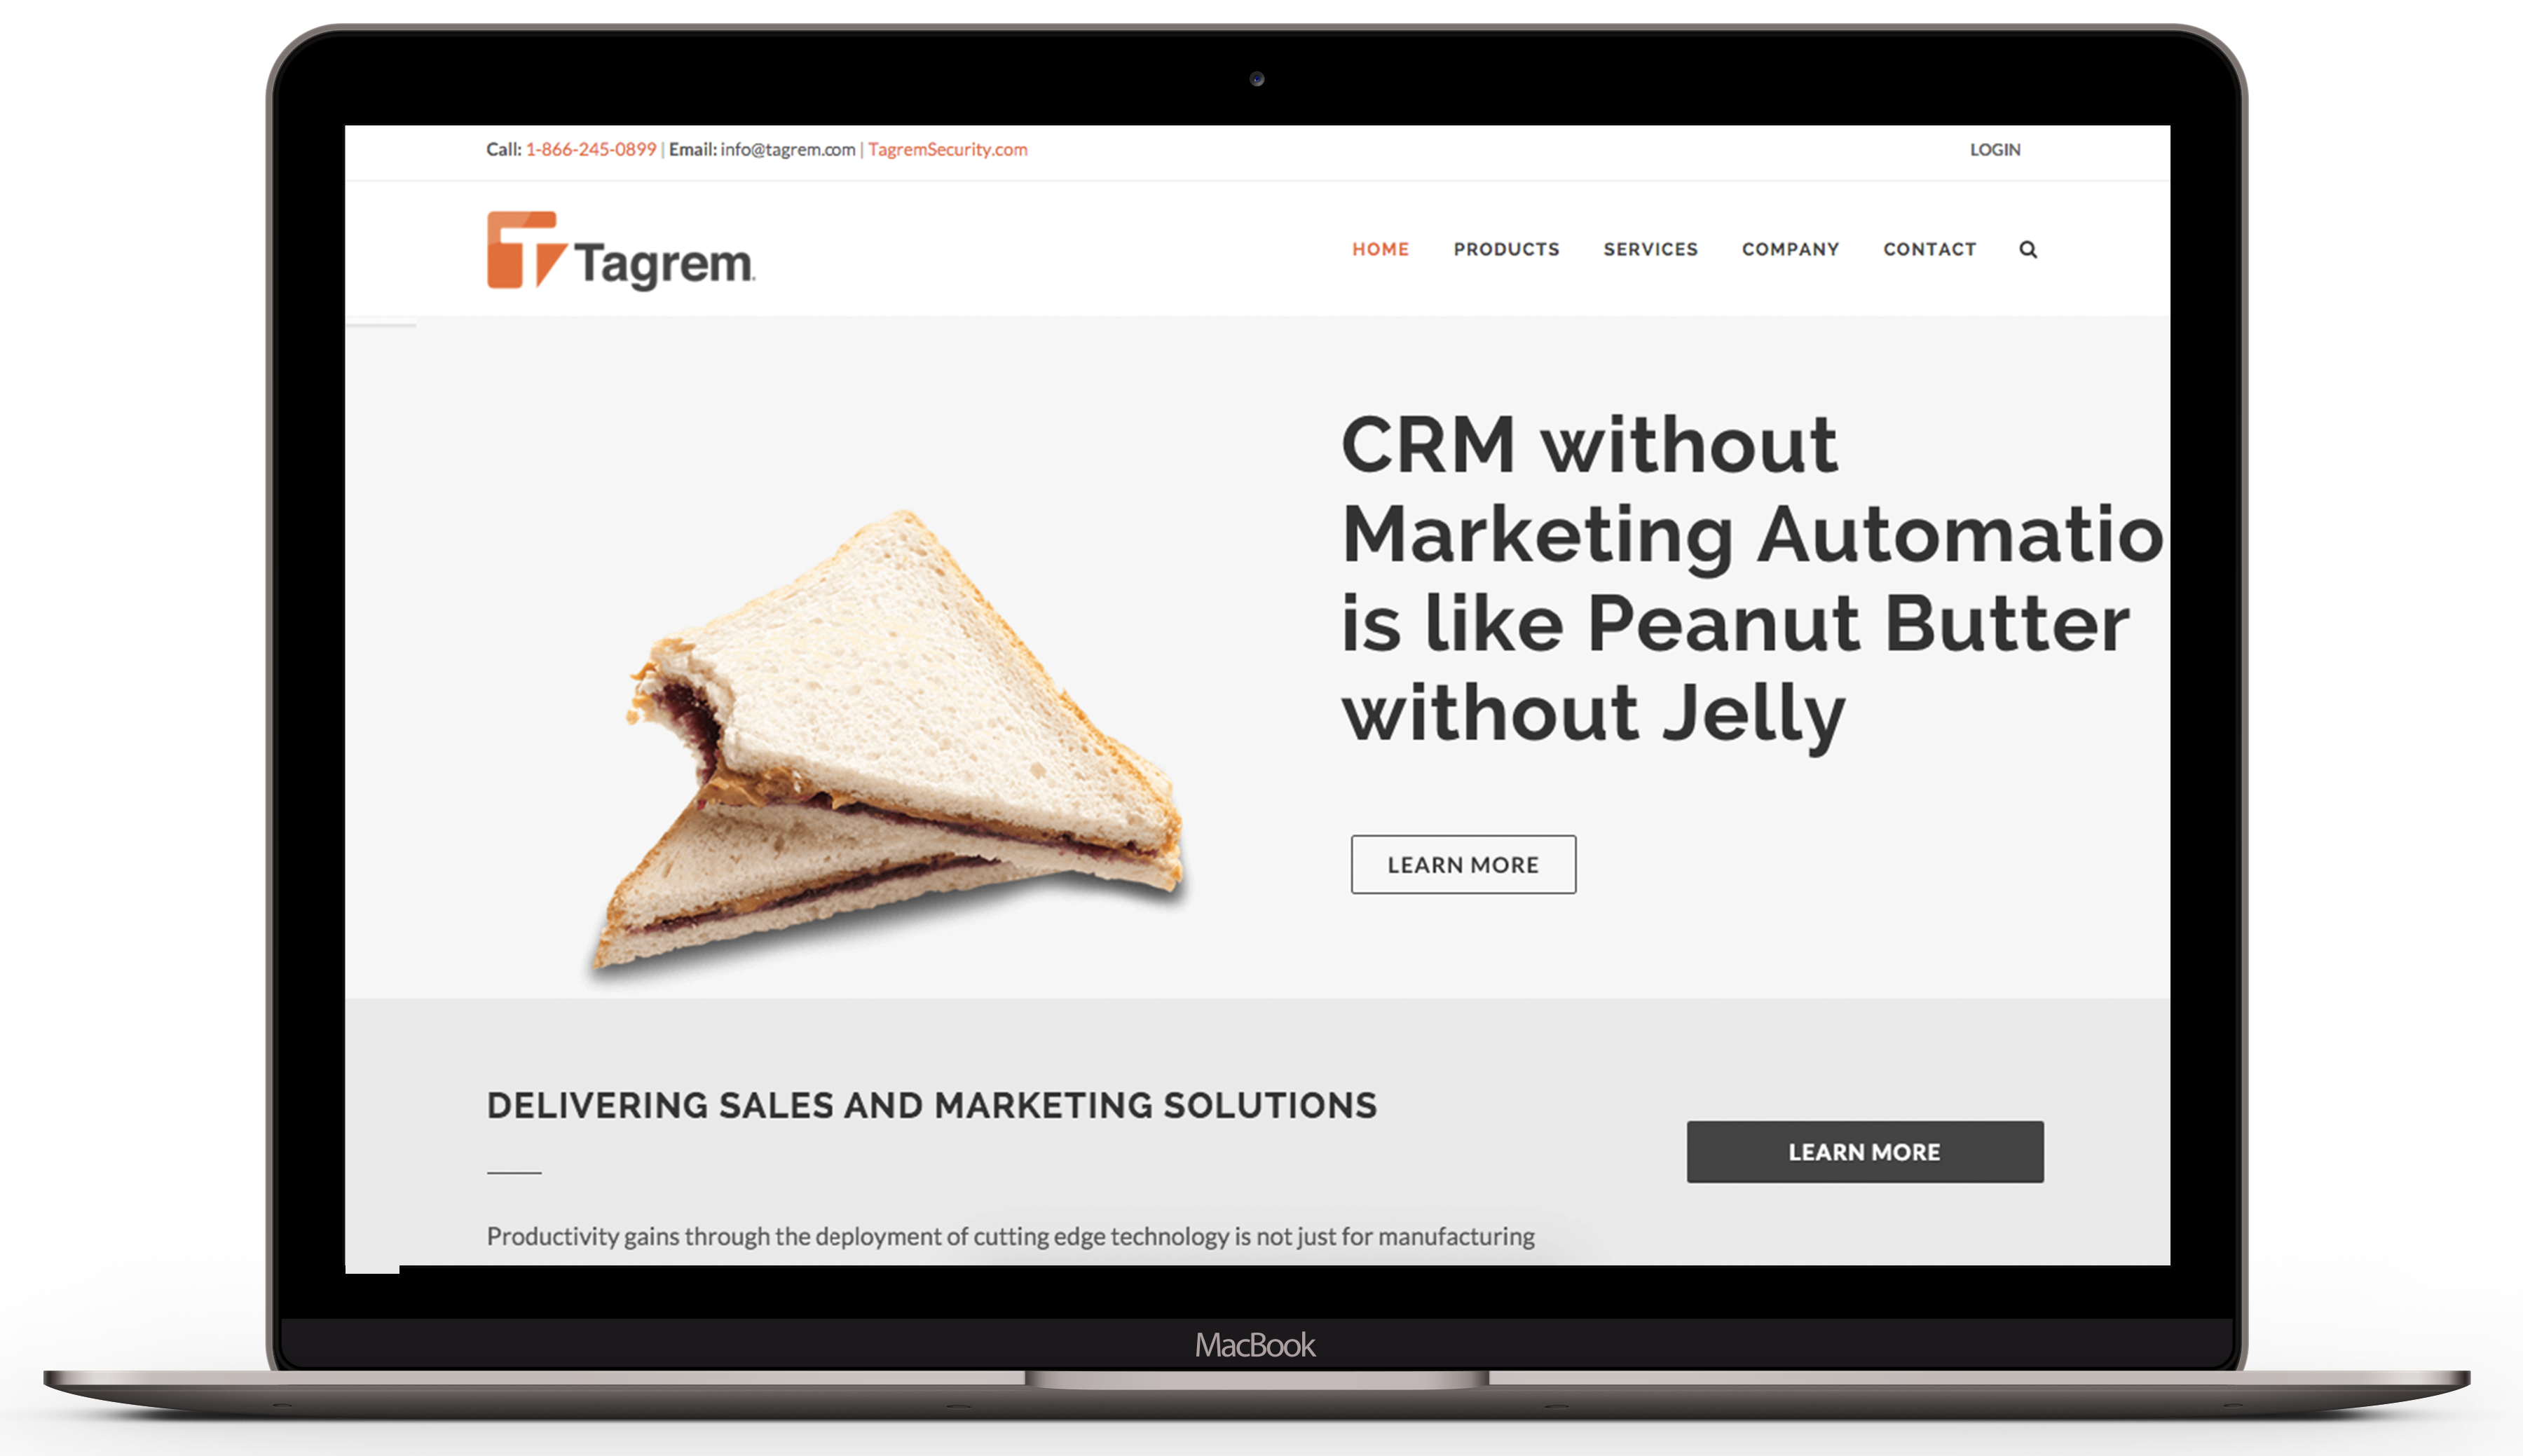 Call: 1-866-245-0899 | Email: info@tagrem.com | TagremSecurity.com
LOGIN
Tagrem.
HOME PRODUCTS SERVICES COMPANY CONTACT
CRM without
Marketing Automatio
is like Peanut Butter
without Jelly
LEARN MORE
DELIVERING SALES AND MARKETING SOLUTIONS
LEARN MORE
Productivity gains through the deployment of cutting edge technology is not just for manufacturing
MacBook